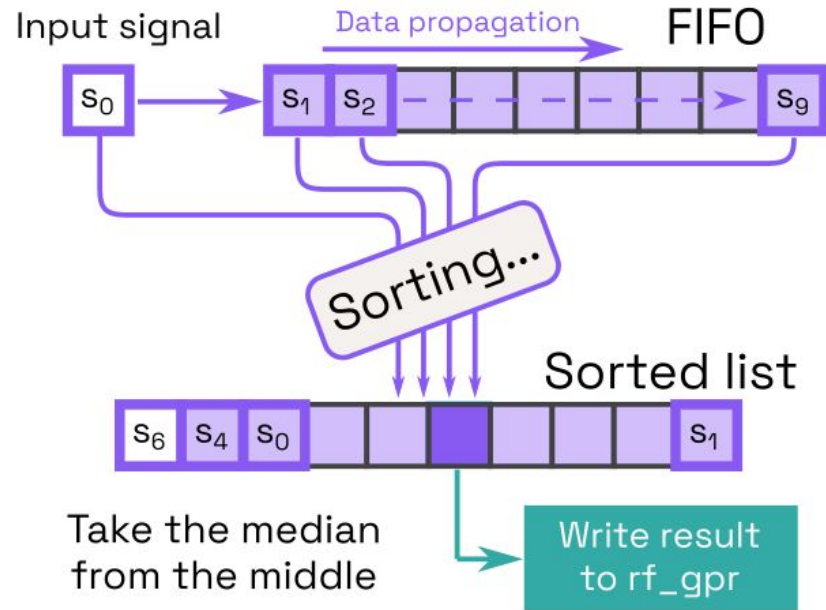 Input signal
Data propagation
FIFO
s₀
s₁ s₂ s₉
Sorting...
Sorted list
s₆ s₄ s₀ s₁
Take the median
from the middle
Write result
to rf_gpr